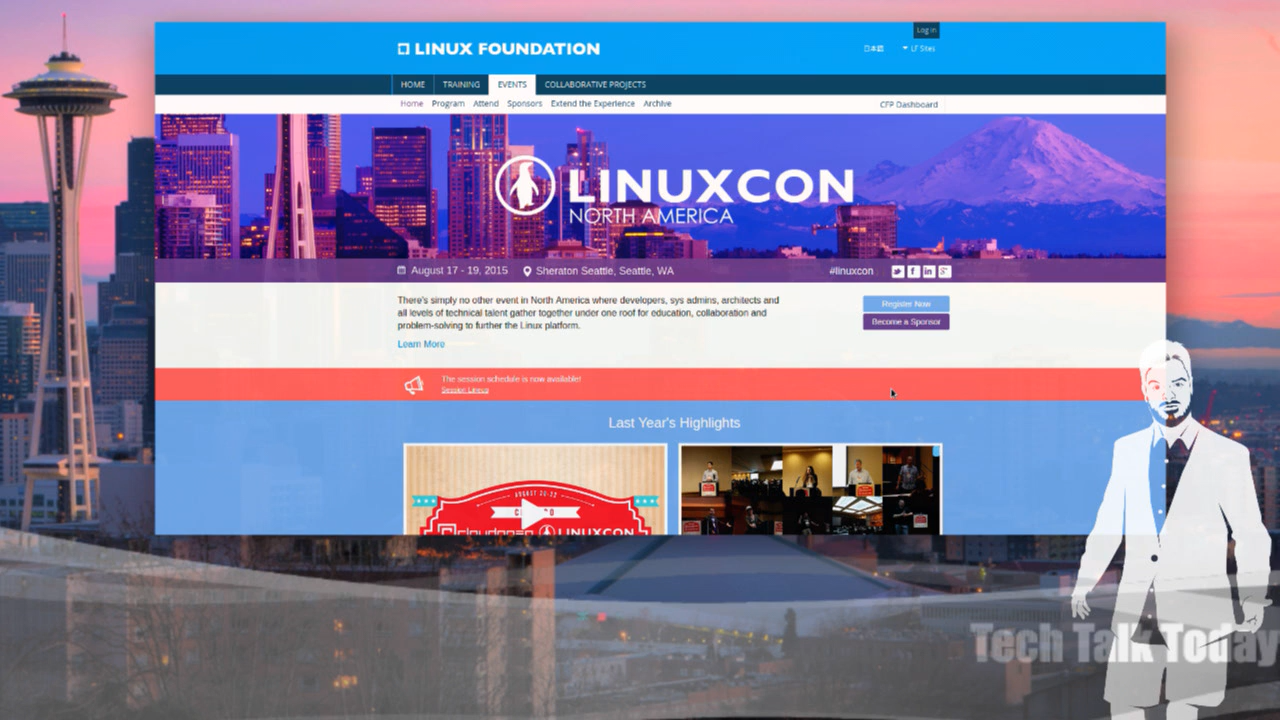 Log in
LINUX FOUNDATION
日本語
LF Sites
HOME TRAINING EVENTS COLLABORATIVE PROJECTS
Home Program Attend Sponsors Extend the Experience Archive CFP Dashboard
LINUXCON
NORTH AMERICA
August 17 - 19, 2015 Sheraton Seattle, Seattle, WA #linuxcon
There's simply no other event in North America where developers, sys admins, architects and
all levels of technical talent gather together under one roof for education, collaboration and
problem-solving to further the Linux platform.
Learn More
Register Now
Become a Sponsor
The session schedule is now available!
Session Lineup
Last Year's Highlights
LINUXCON
Tech Talk Today